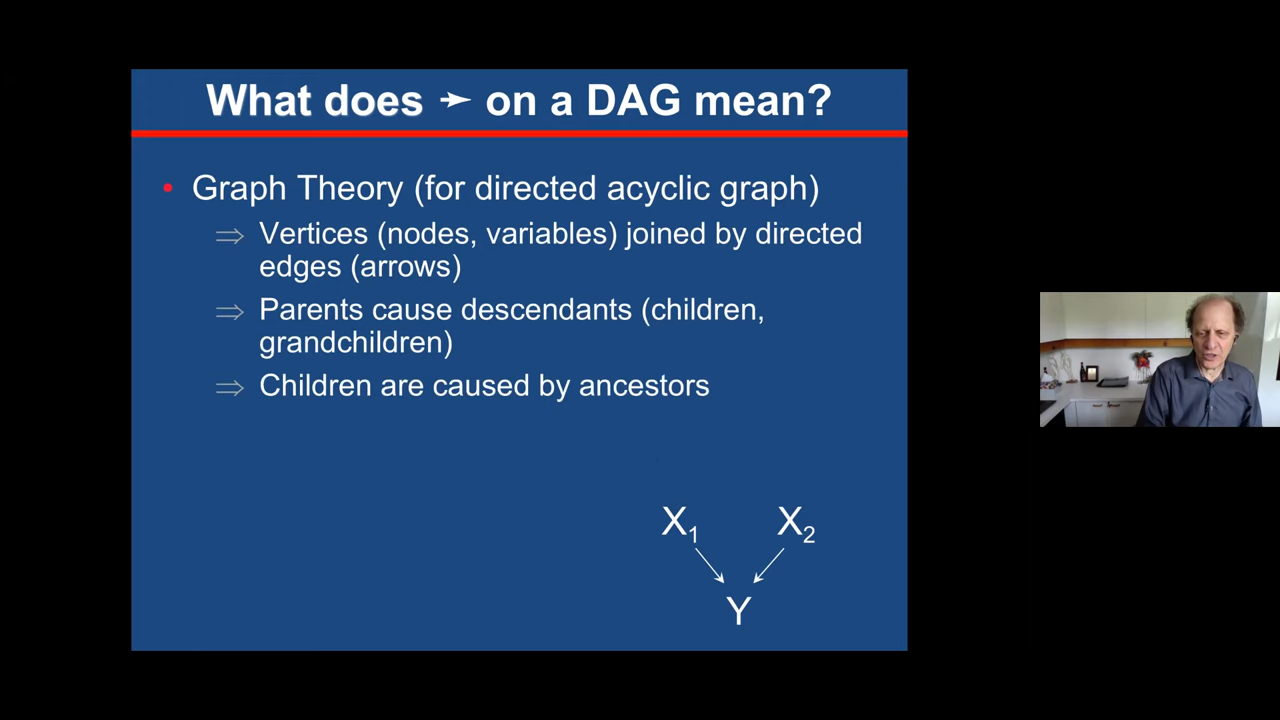 What does ➛ on a DAG mean?
• Graph Theory (for directed acyclic graph)
⇒ Vertices (nodes, variables) joined by directed
edges (arrows)
⇒ Parents cause descendants (children,
grandchildren)
⇒ Children are caused by ancestors
X₁ X₂
Y